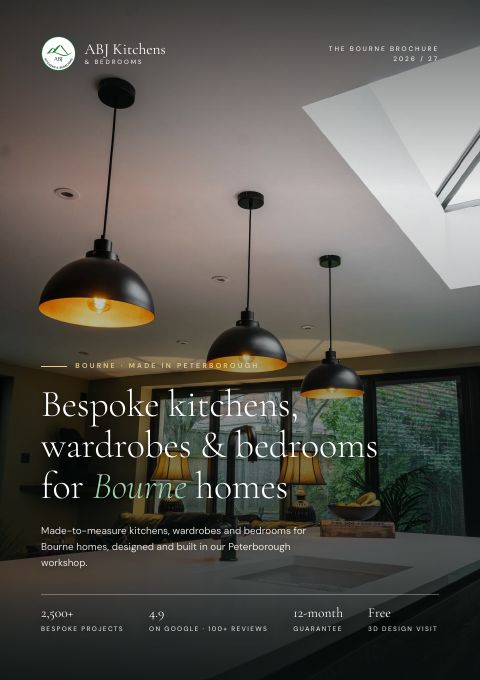 ABJ
ABJ Kitchens
& BEDROOMS
THE BOURNE BROCHURE
2026 / 27
BOURNE · MADE IN PETERBOROUGH
Bespoke kitchens,
wardrobes & bedrooms
for Bourne homes
Made-to-measure kitchens, wardrobes and bedrooms for
Bourne homes, designed and built in our Peterborough
workshop.
2,500+
BESPOKE PROJECTS
4.9
ON GOOGLE · 100+ REVIEWS
12-month
GUARANTEE
Free
3D DESIGN VISIT